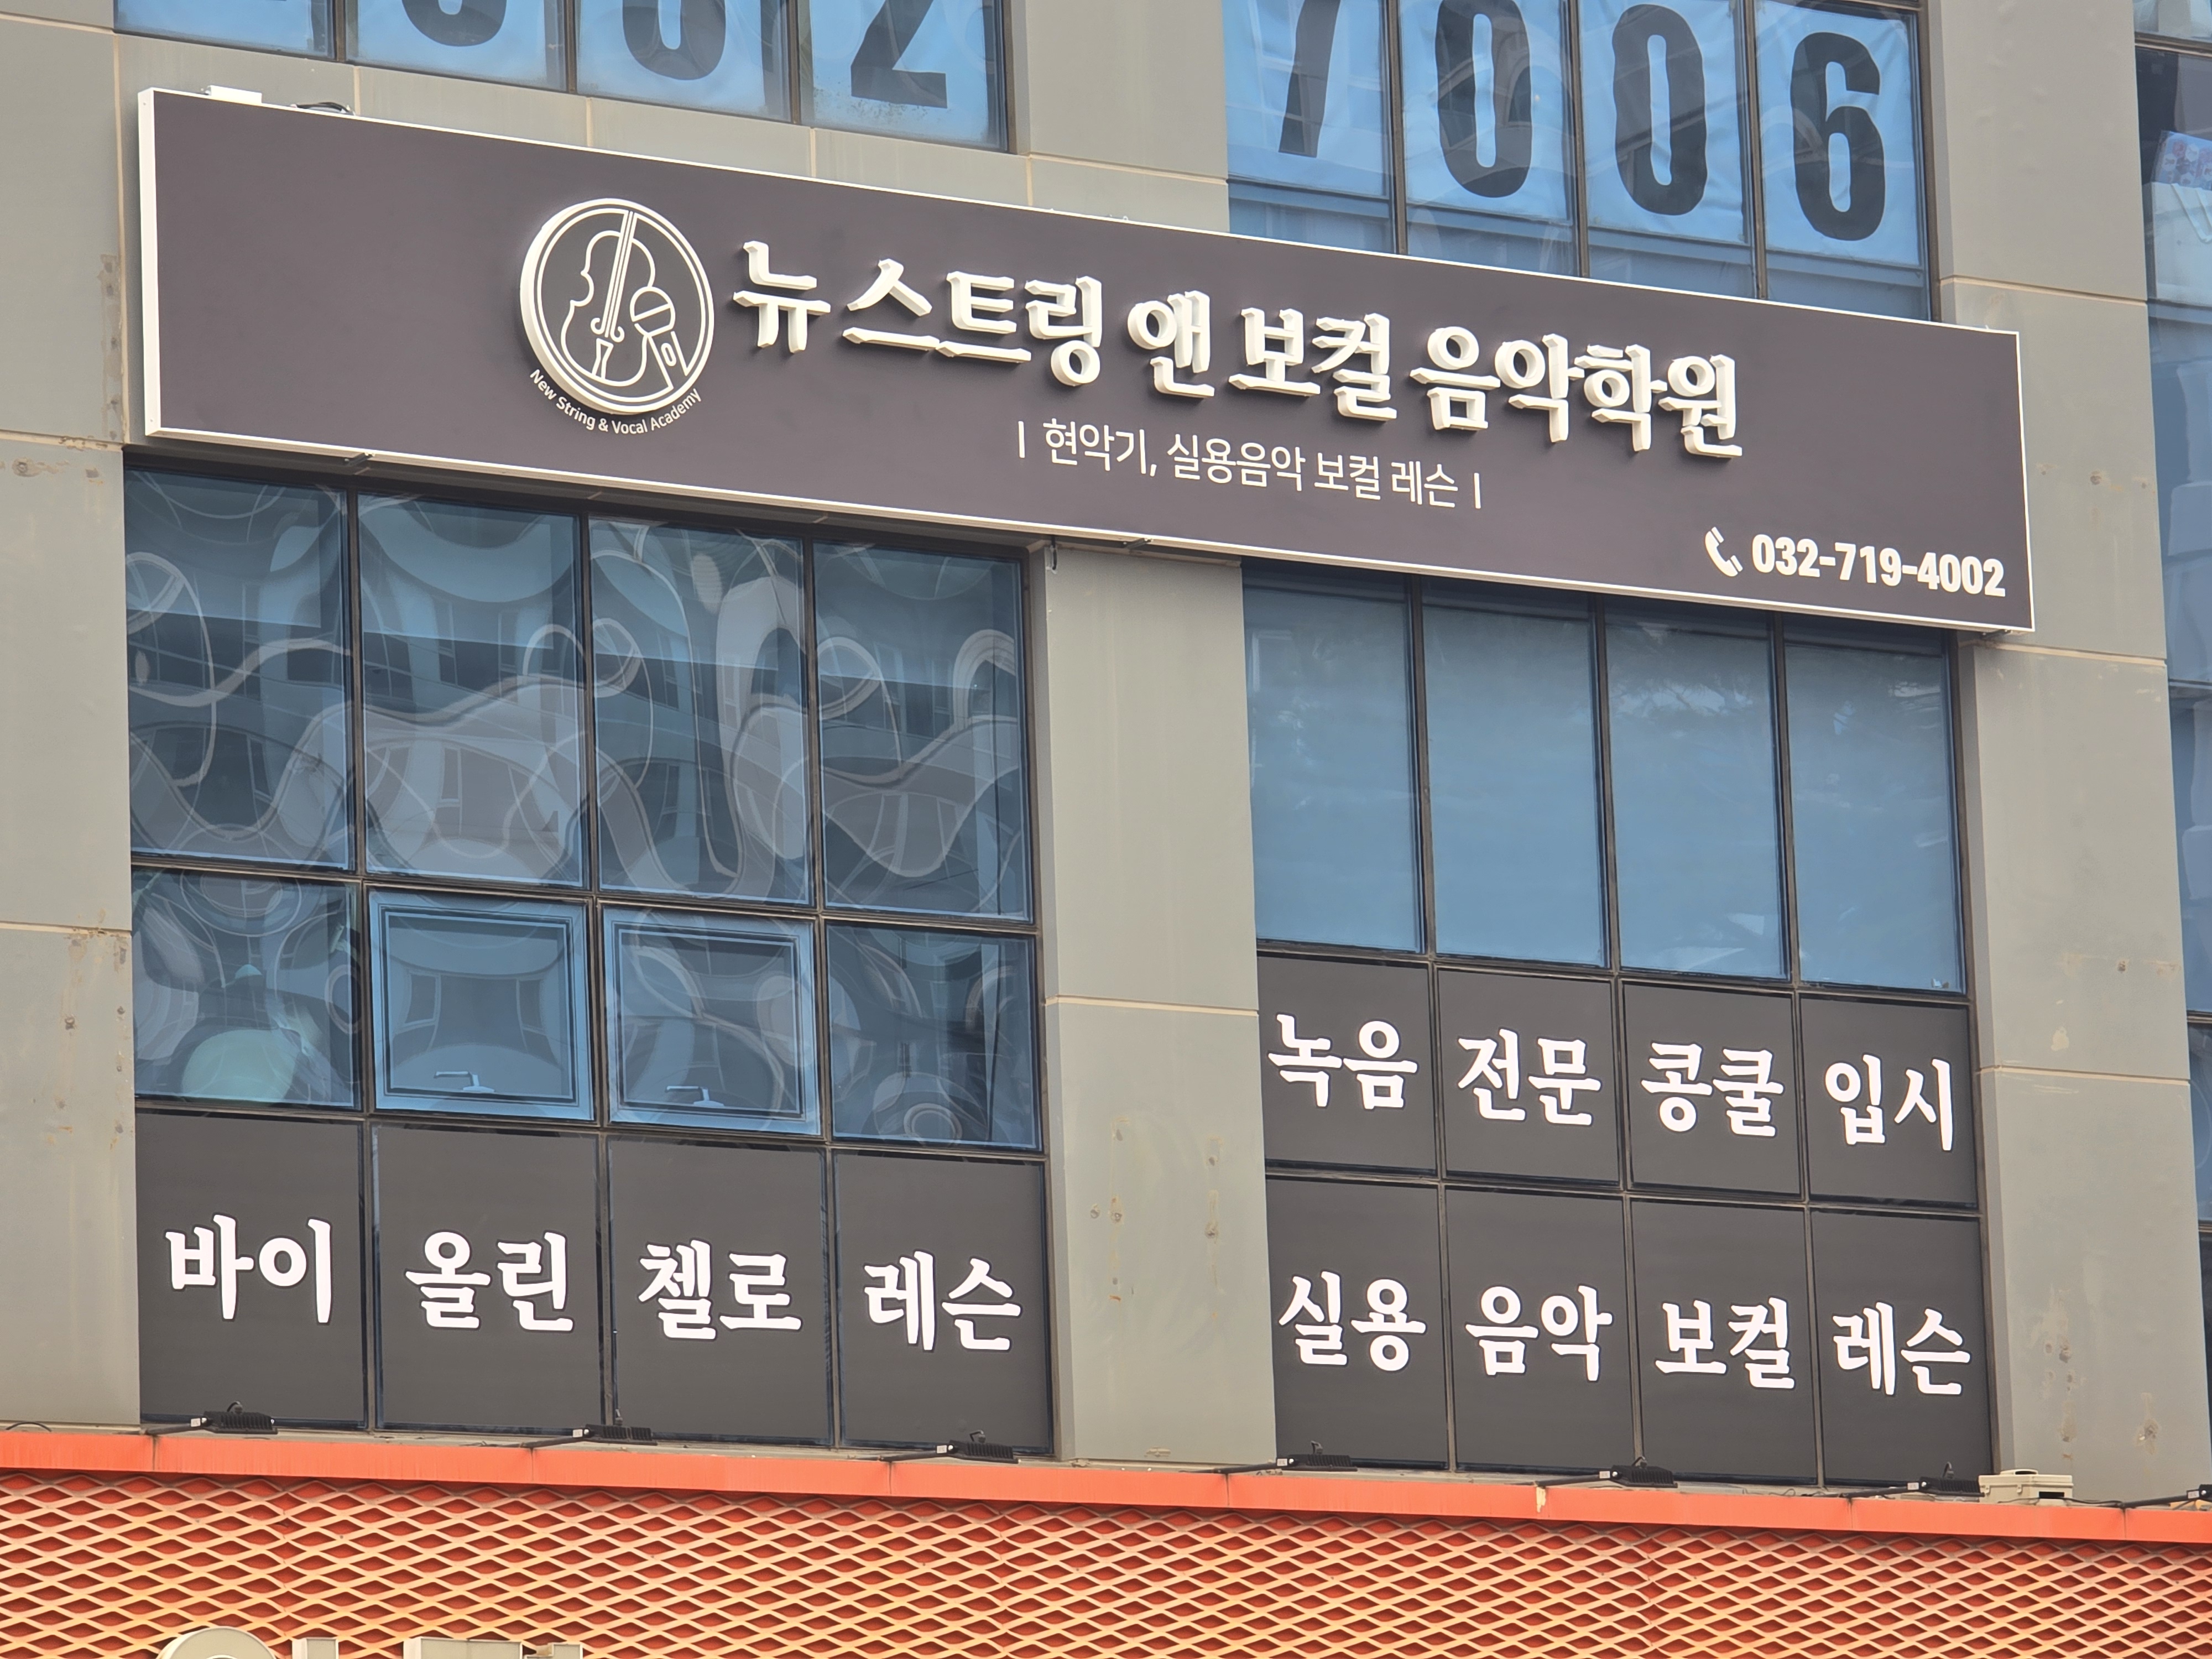 7006
뉴스트링 앤 보컬 음악학원
New String & Vocal Academy
| 현악기, 실용음악 보컬 레슨 |
032-719-4002
녹음 전문 콩쿨 입시
바이올린 첼로 레슨
실용 음악 보컬 레슨